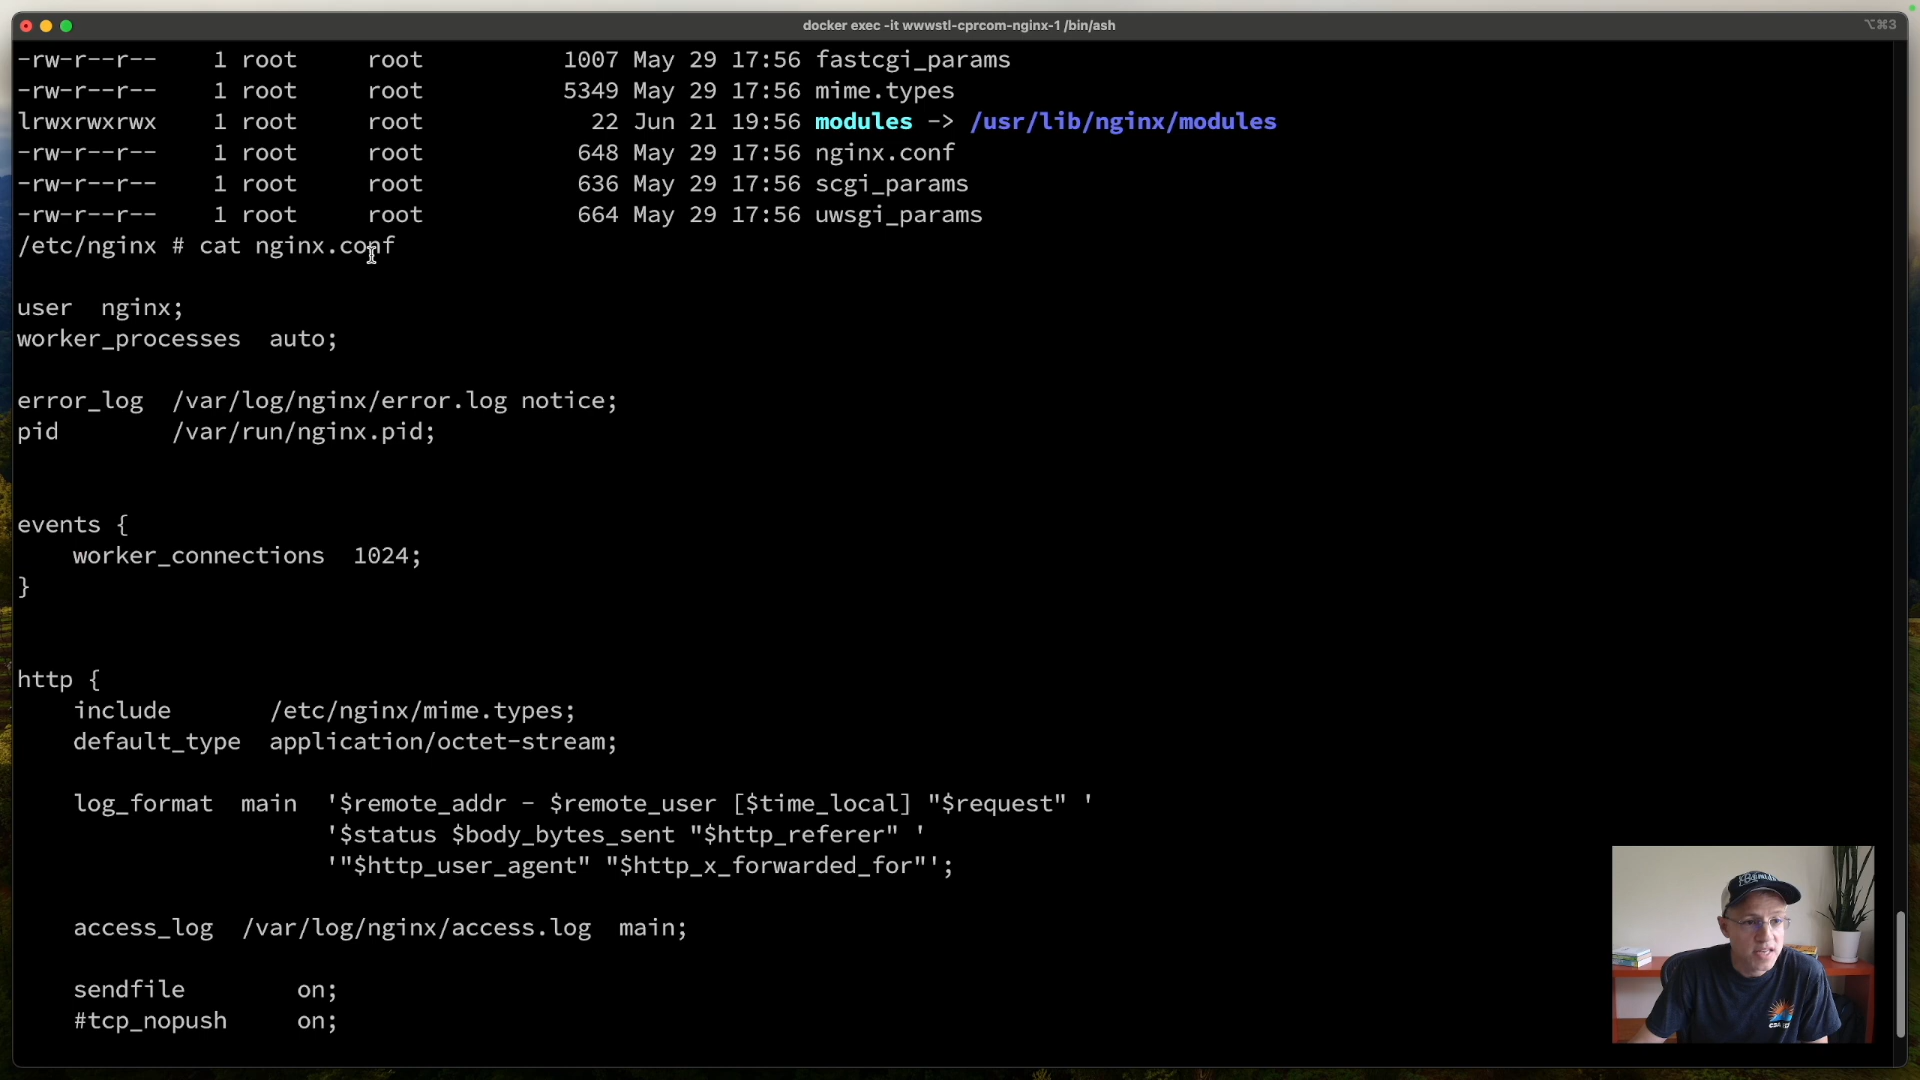 docker exec -it wwwstl-cprcom-nginx-1 /bin/ash
⌥⌘3
-rw-r--r--    1 root     root          1007 May 29 17:56 fastcgi_params
-rw-r--r--    1 root     root          5349 May 29 17:56 mime.types
lrwxrwxrwx    1 root     root            22 Jun 21 19:56 modules -> /usr/lib/nginx/modules
-rw-r--r--    1 root     root           648 May 29 17:56 nginx.conf
-rw-r--r--    1 root     root           636 May 29 17:56 scgi_params
-rw-r--r--    1 root     root           664 May 29 17:56 uwsgi_params
/etc/nginx # cat nginx.conf
user  nginx;
worker_processes  auto;
error_log  /var/log/nginx/error.log notice;
pid        /var/run/nginx.pid;
events {
    worker_connections  1024;
}
http {
    include       /etc/nginx/mime.types;
    default_type  application/octet-stream;
    log_format  main  '$remote_addr - $remote_user [$time_local] "$request" '
                      '$status $body_bytes_sent "$http_referer" '
                      '"$http_user_agent" "$http_x_forwarded_for"';
    access_log  /var/log/nginx/access.log  main;
    sendfile        on;
    #tcp_nopush     on;